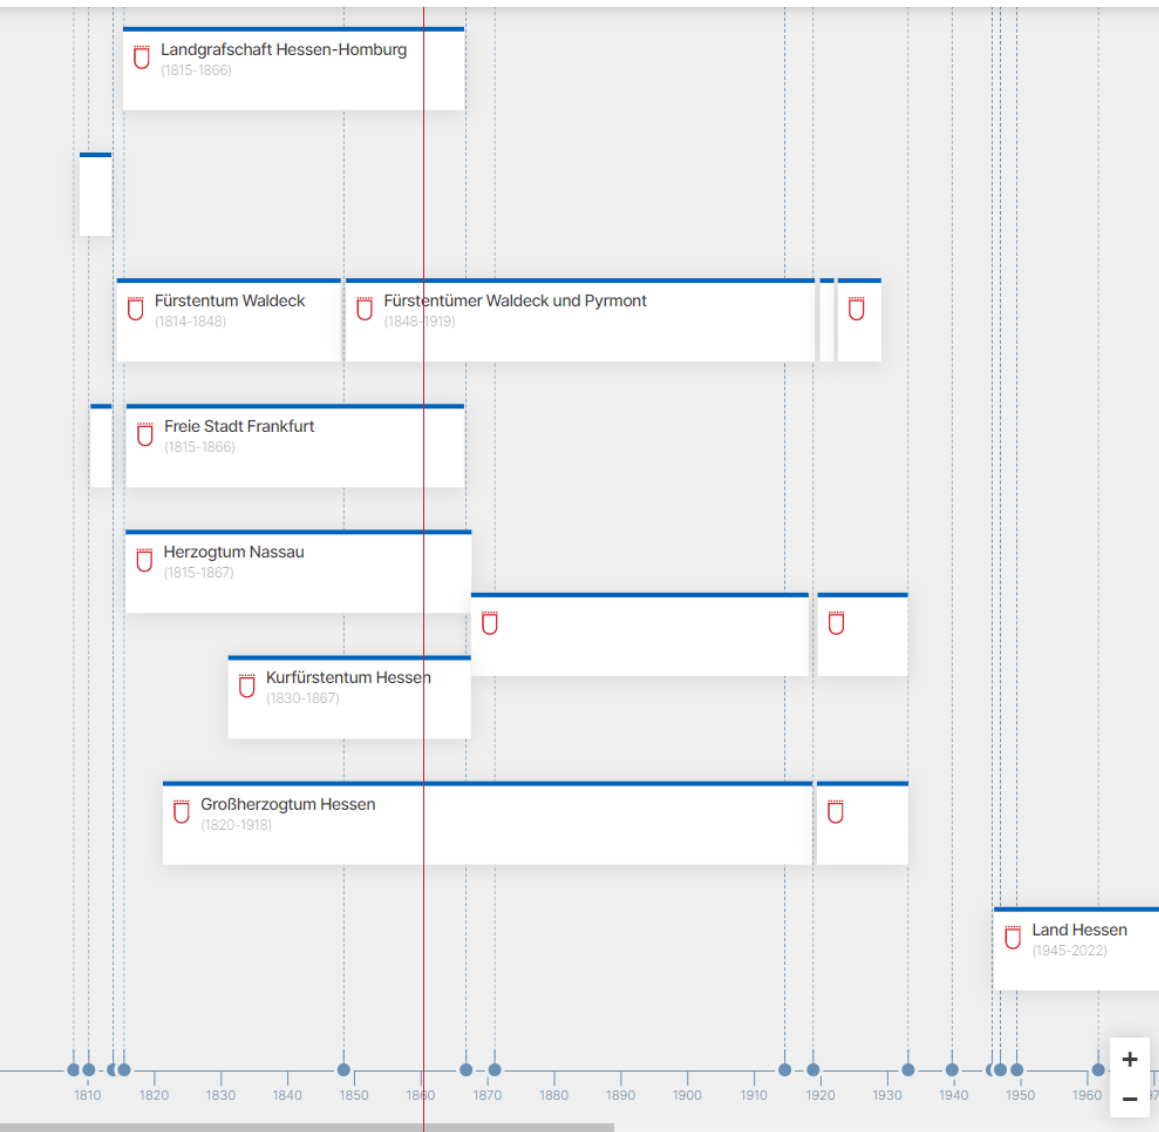 Landgrafschaft Hessen-Homburg
(1815-1866)
Fürstentum Waldeck
(1814-1848)
Fürstentümer Waldeck und Pyrmont
(1848-1919)
Freie Stadt Frankfurt
(1815-1866)
Herzogtum Nassau
(1815-1867)
Kurfürstentum Hessen
(1830-1867)
Großherzogtum Hessen
(1820-1918)
Land Hessen
(1945-2022)
+
−
1810 1820 1830 1840 1850 1860 1870 1880 1890 1900 1910 1920 1930 1940 1950 1960